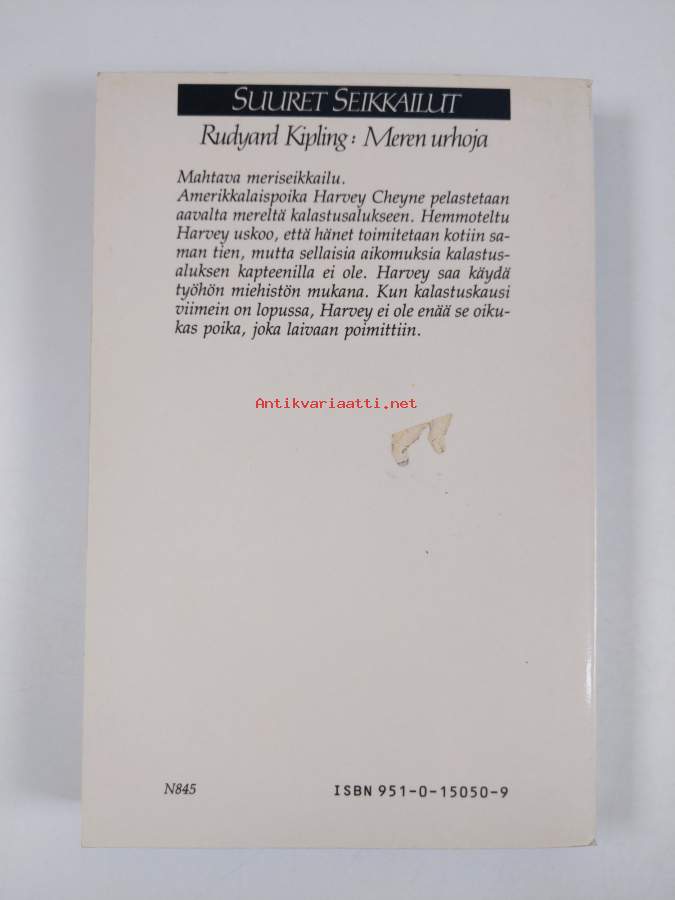 SUURET SEIKKAILUT
Rudyard Kipling: Meren urhoja
Mahtava meriseikkailu.
Amerikkalaispoika Harvey Cheyne pelastetaan
aavalta mereltä kalastusalukseen. Hemmoteltu
Harvey uskoo, että hänet toimitetaan kotiin sa-
man tien, mutta sellaisia aikomuksia kalastus-
aluksen kapteenilla ei ole. Harvey saa käydä
työhön miehistön mukana. Kun kalastuskausi
viimein on lopussa, Harvey ei ole enää se oiku-
kas poika, joka laivaan poimittiin.
Antikvariaatti.net
N845
ISBN 951-0-15050-9